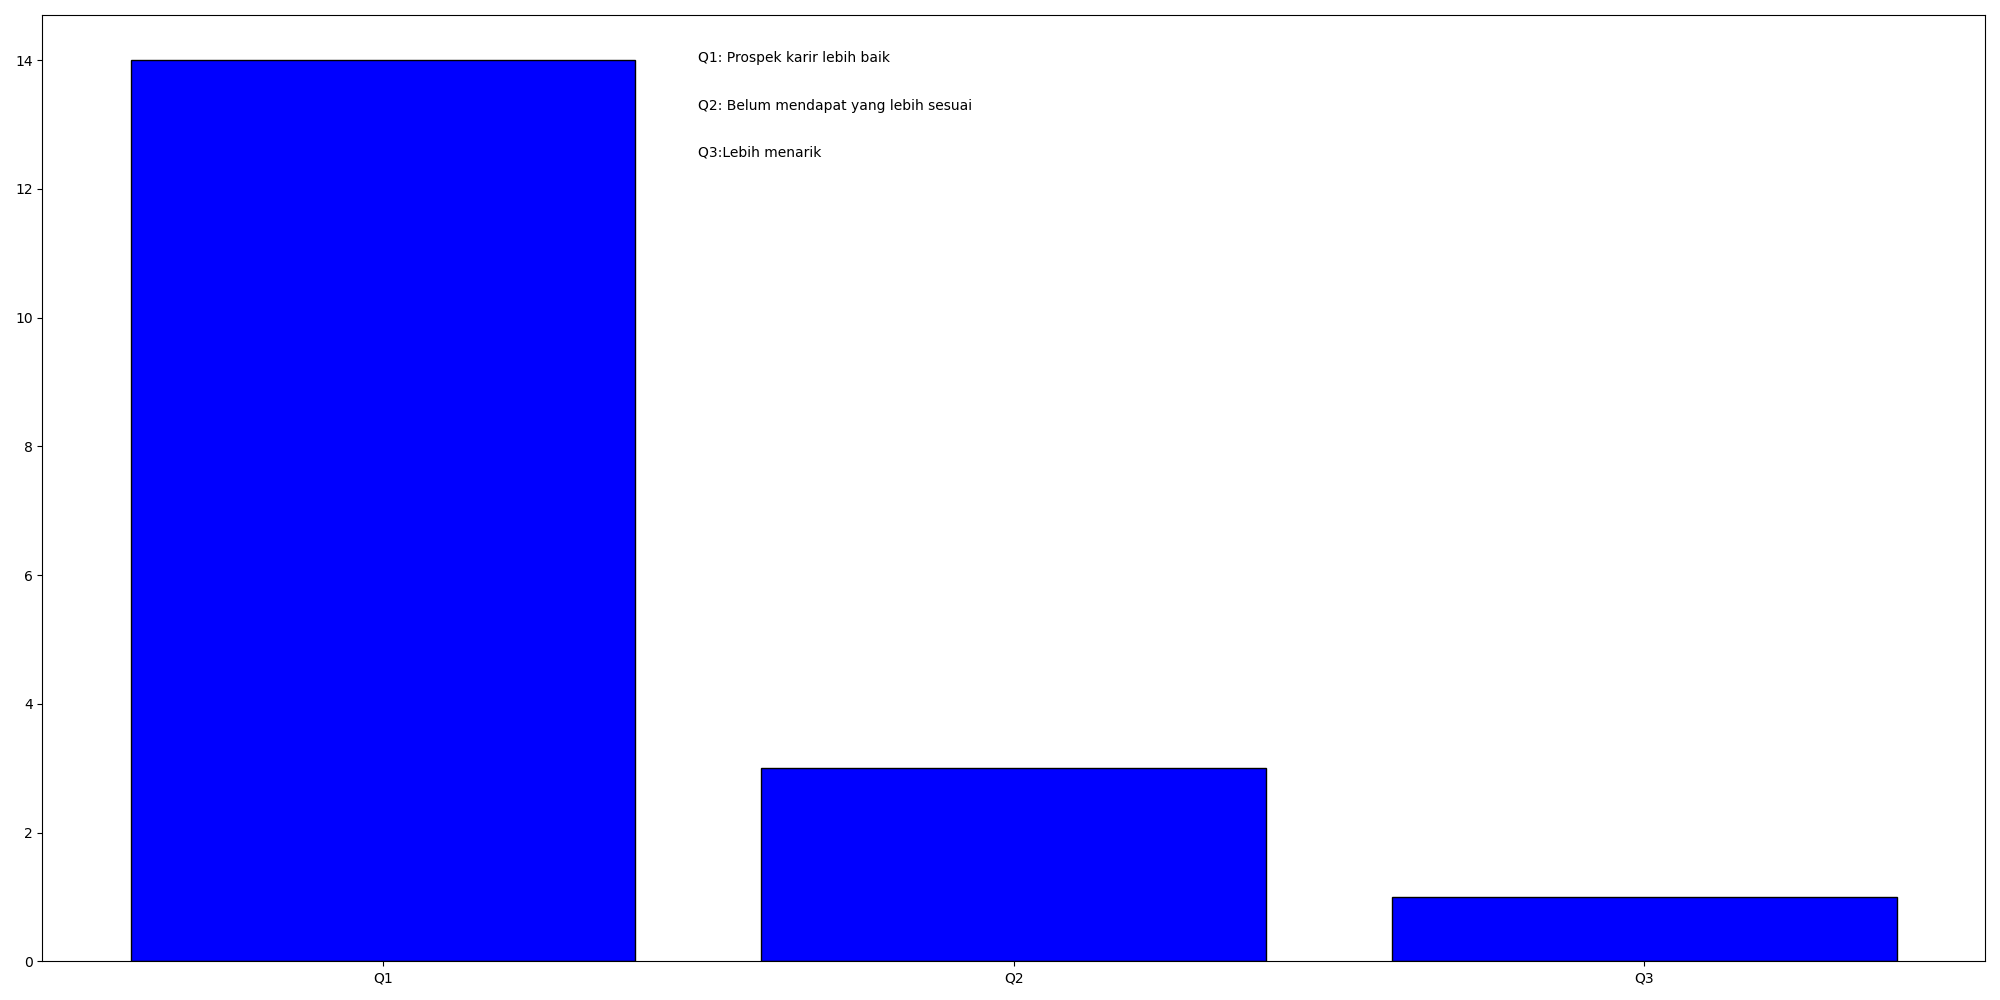 14
12
10
8
6
4
2
0
Q1: Prospek karir lebih baik
Q2: Belum mendapat yang lebih sesuai
Q3:Lebih menarik
Q1 Q2 Q3